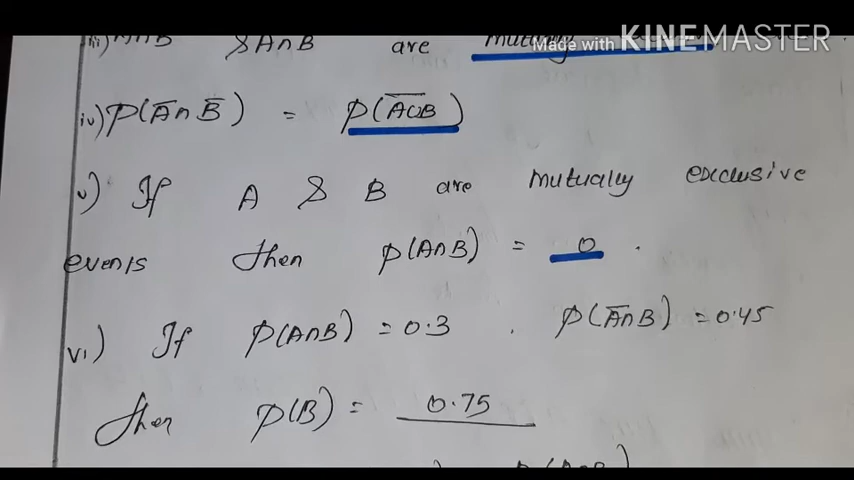 Made with KINEMASTER
& A∩B are
iv) P(A̅∩B̅) = P(A̅∪̅B̅)
v) If A & B are mutually exclusive
events then P(A∩B) = 0 .
vi) If P(A∩B) = 0.3 . P(A̅∩B) = 0.45
then P(B) = 0.75